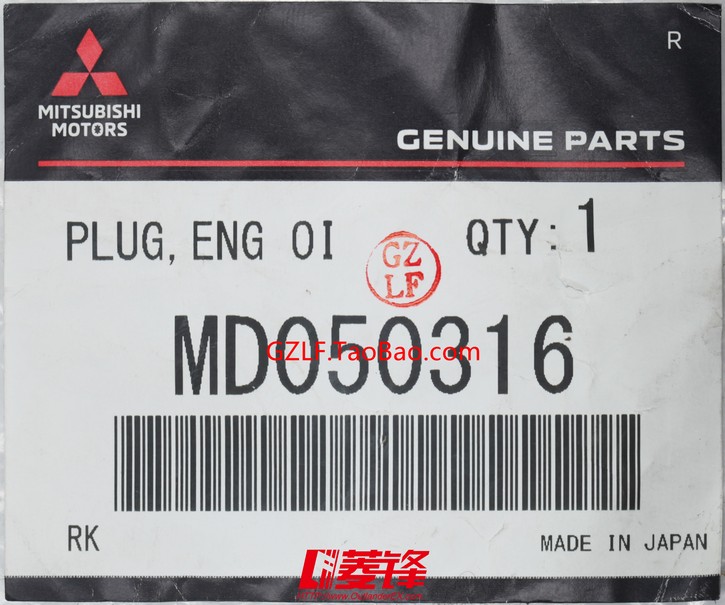 R
MITSUBISHI
MOTORS
GENUINE PARTS
PLUG, ENG OI
QTY: 1
GZ
LF
MD050316
GZLF.TaoBao.com
RK
MADE IN JAPAN
菱锋